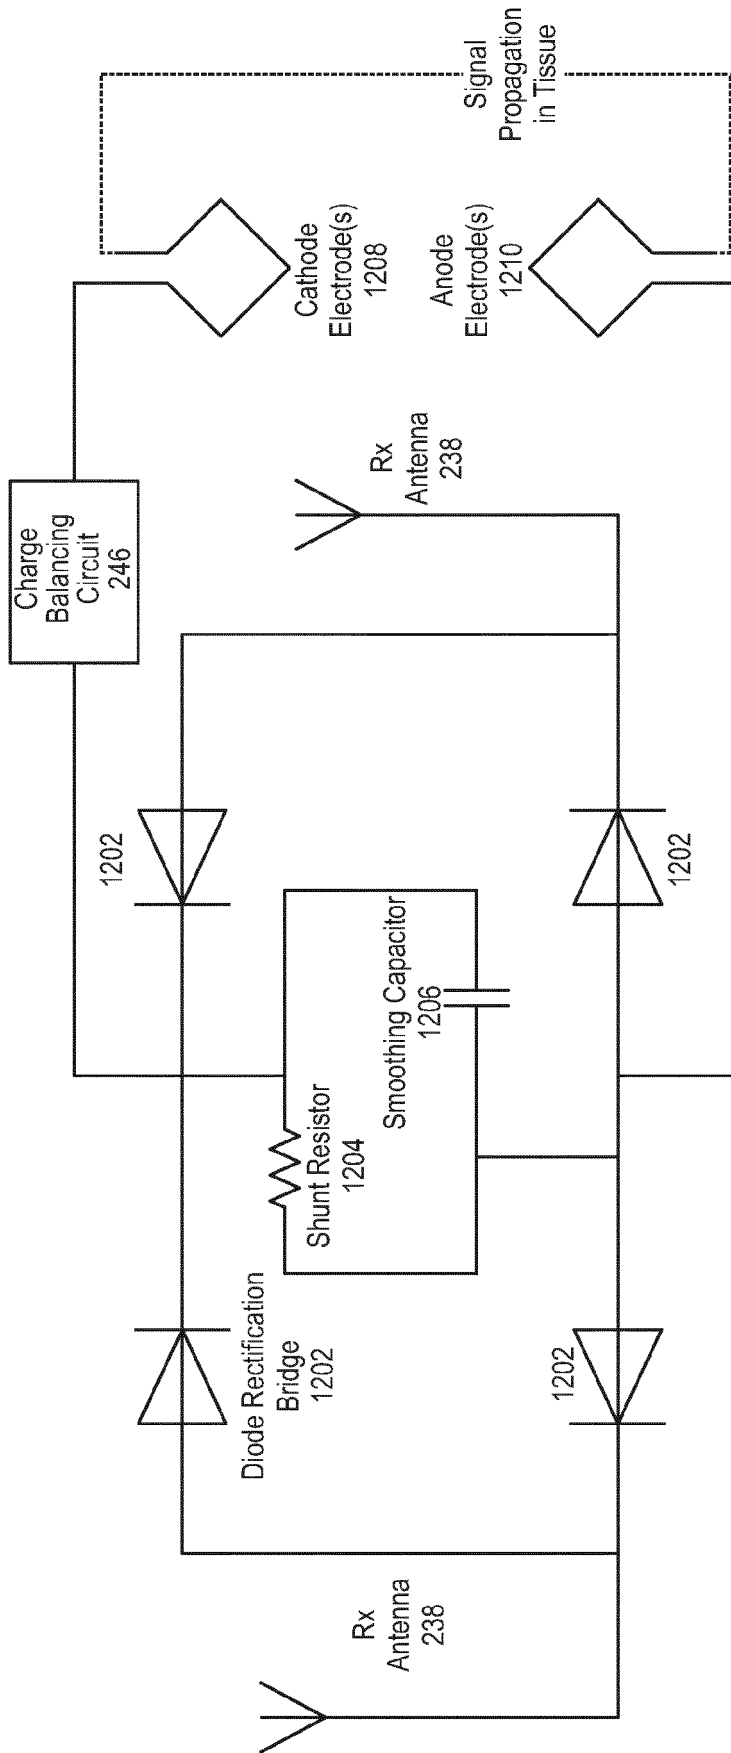 Charge
Balancing
Circuit
246
Signal
Propagation
in Tissue
Cathode
Electrode(s)
1208
Anode
Electrode(s)
1210
Rx
Antenna
238
1202
1202
Shunt Resistor
1204
Smoothing Capacitor
1206
Diode Rectification
Bridge
1202
1202
Rx
Antenna
238